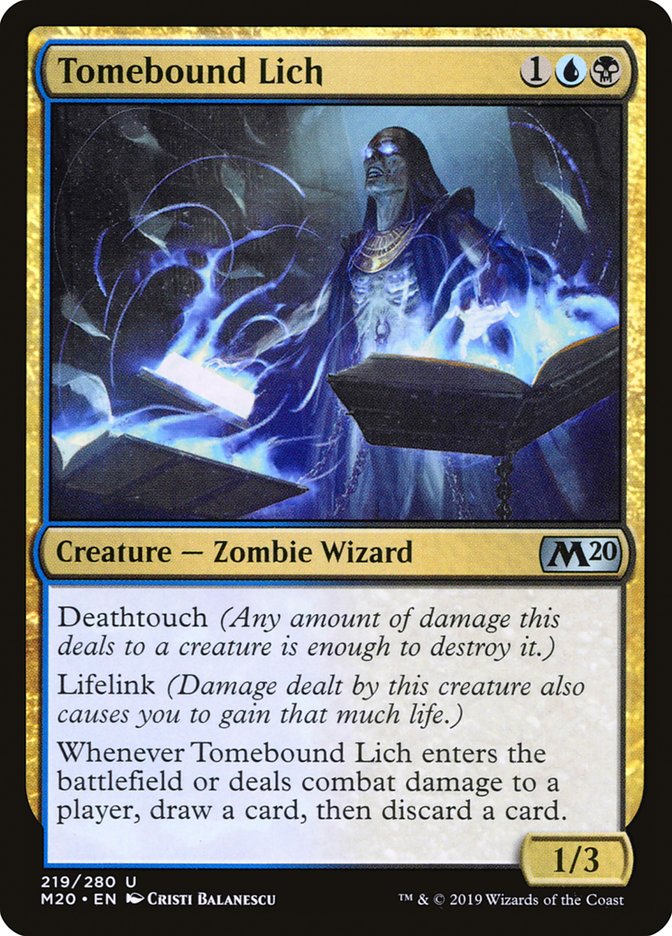 Tomebound Lich 1
Creature — Zombie Wizard M20
Deathtouch (Any amount of damage this
deals to a creature is enough to destroy it.)
Lifelink (Damage dealt by this creature also
causes you to gain that much life.)
Whenever Tomebound Lich enters the
battlefield or deals combat damage to a
player, draw a card, then discard a card.
1/3
219/280 U
M20 • EN Cristi Balanescu
™ & © 2019 Wizards of the Coast